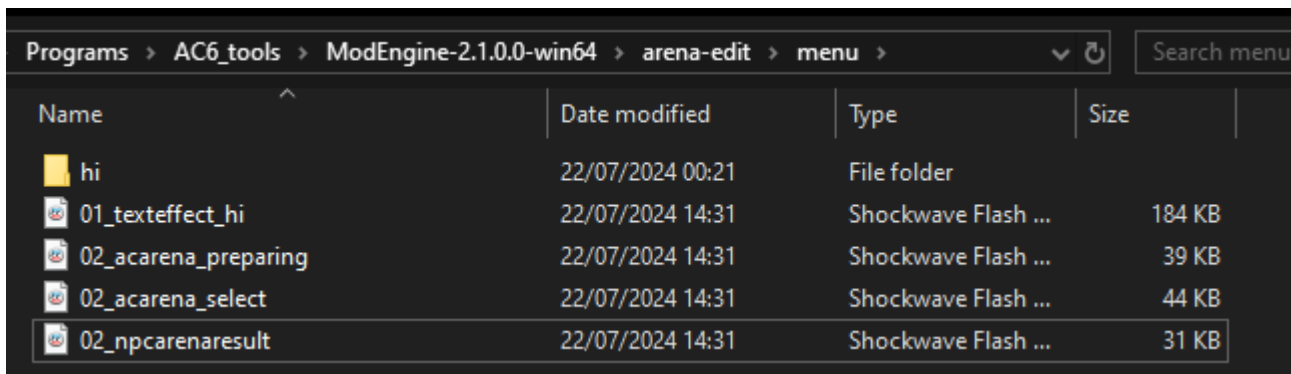 Programs > AC6_tools > ModEngine-2.1.0.0-win64 > arena-edit > menu > Search menu
Name Date modified Type Size
hi 22/07/2024 00:21 File folder
01_texteffect_hi 22/07/2024 14:31 Shockwave Flash ... 184 KB
02_acarena_preparing 22/07/2024 14:31 Shockwave Flash ... 39 KB
02_acarena_select 22/07/2024 14:31 Shockwave Flash ... 44 KB
02_npcarenaresult 22/07/2024 14:31 Shockwave Flash ... 31 KB